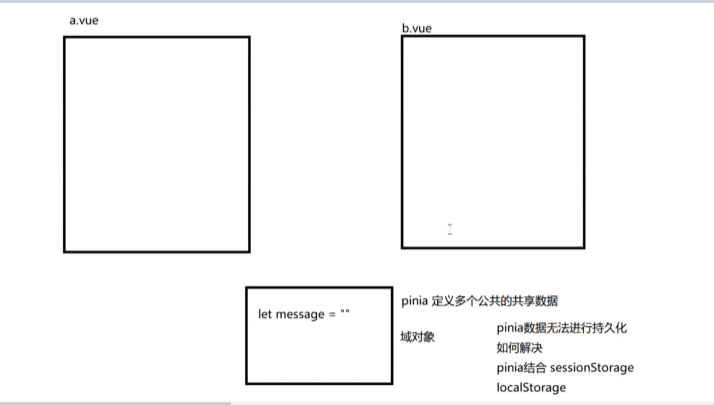 a.vue
b.vue
let message = ""
pinia 定义多个公共的共享数据
域对象
pinia数据无法进行持久化
如何解决
pinia结合 sessionStorage
localStorage